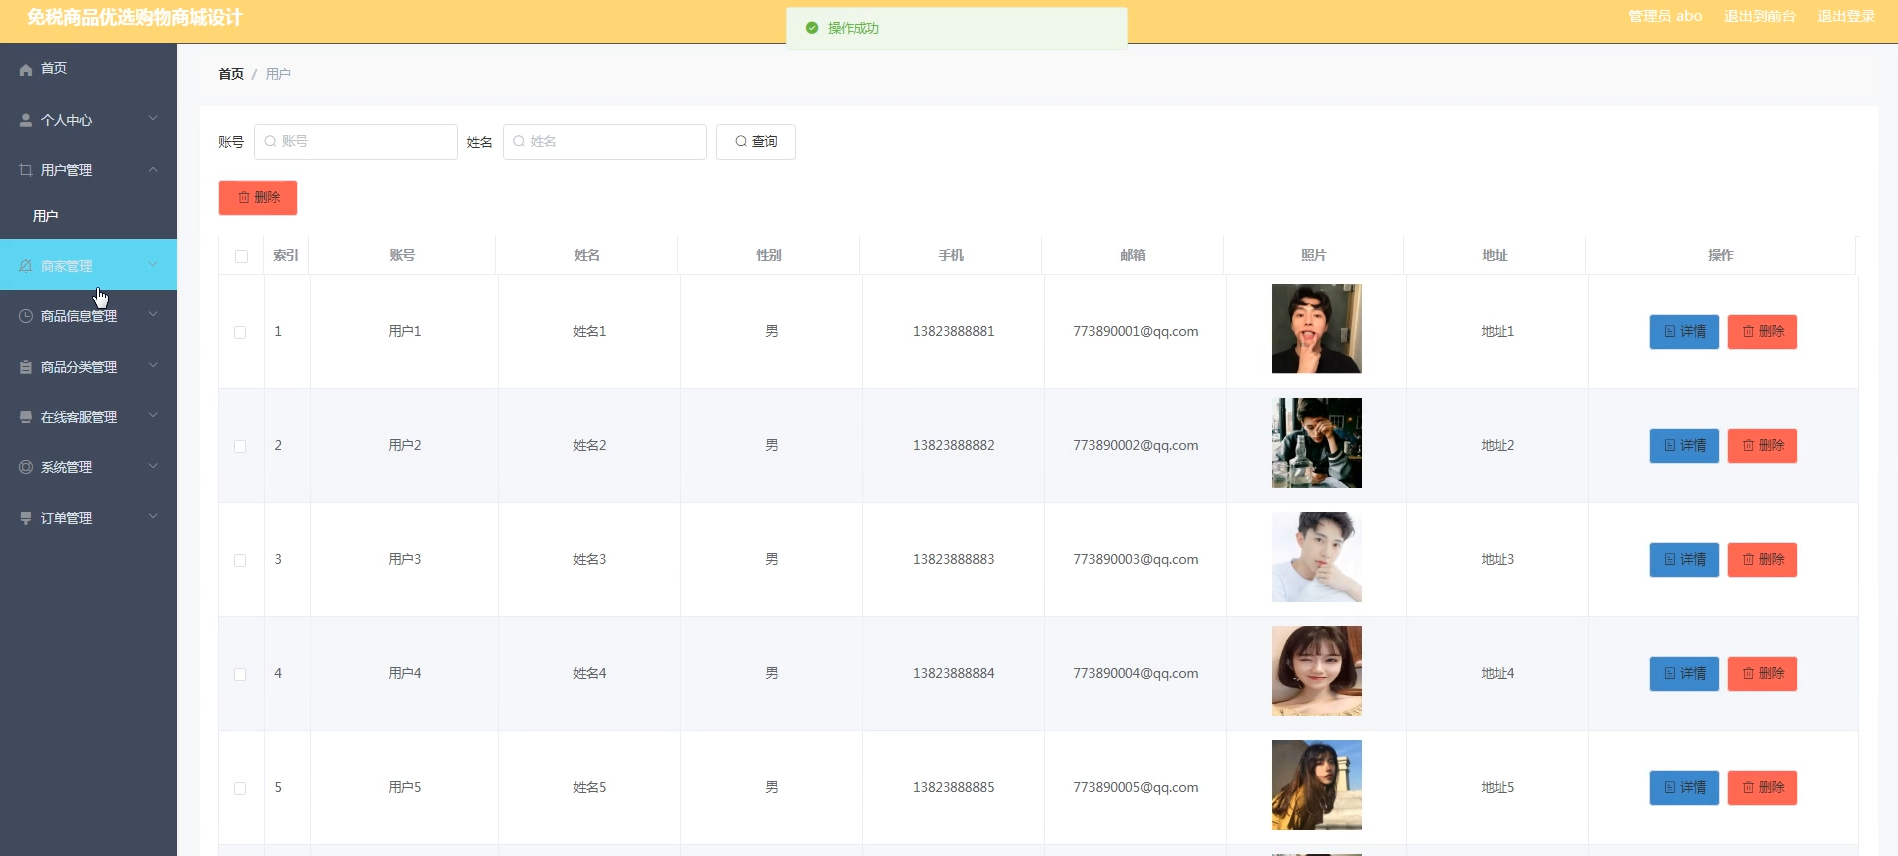 免税商品优选购物商城设计
操作成功
管理员 abo 退出到前台 退出登录
首页
个人中心
用户管理
用户
商家管理
商品信息管理
商品分类管理
在线客服管理
系统管理
订单管理
首页 / 用户
账号 账号 姓名 姓名 查询
删除
索引 账号 姓名 性别 手机 邮箱 照片 地址 操作
1 用户1 姓名1 男 13823888881 773890001@qq.com 地址1 详情 删除
2 用户2 姓名2 男 13823888882 773890002@qq.com 地址2 详情 删除
3 用户3 姓名3 男 13823888883 773890003@qq.com 地址3 详情 删除
4 用户4 姓名4 男 13823888884 773890004@qq.com 地址4 详情 删除
5 用户5 姓名5 男 13823888885 773890005@qq.com 地址5 详情 删除